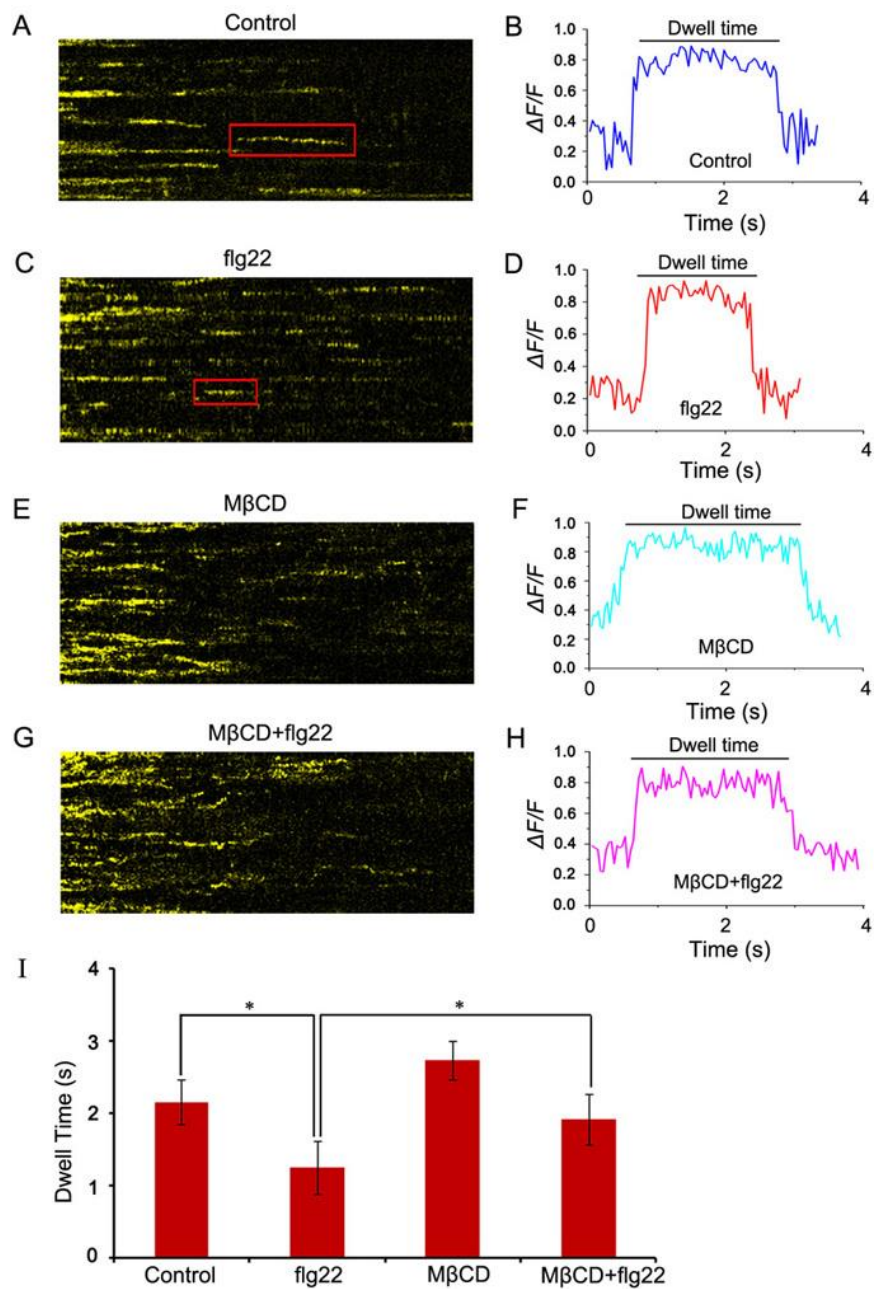 A
Control
B
Dwell time
1.0
0.8
0.6
0.4
0.2
0.0
ΔF/F
Control
0 2 4
Time (s)
C
flg22
D
Dwell time
1.0
0.8
0.6
0.4
0.2
0.0
ΔF/F
flg22
0 2 4
Time (s)
E
MβCD
F
Dwell time
1.0
0.8
0.6
0.4
0.2
0.0
ΔF/F
MβCD
0 2 4
Time (s)
G
MβCD+flg22
H
Dwell time
1.0
0.8
0.6
0.4
0.2
0.0
ΔF/F
MβCD+flg22
0 2 4
Time (s)
I
4
3
2
1
0
Dwell Time (s)
* *
Control flg22 MβCD MβCD+flg22